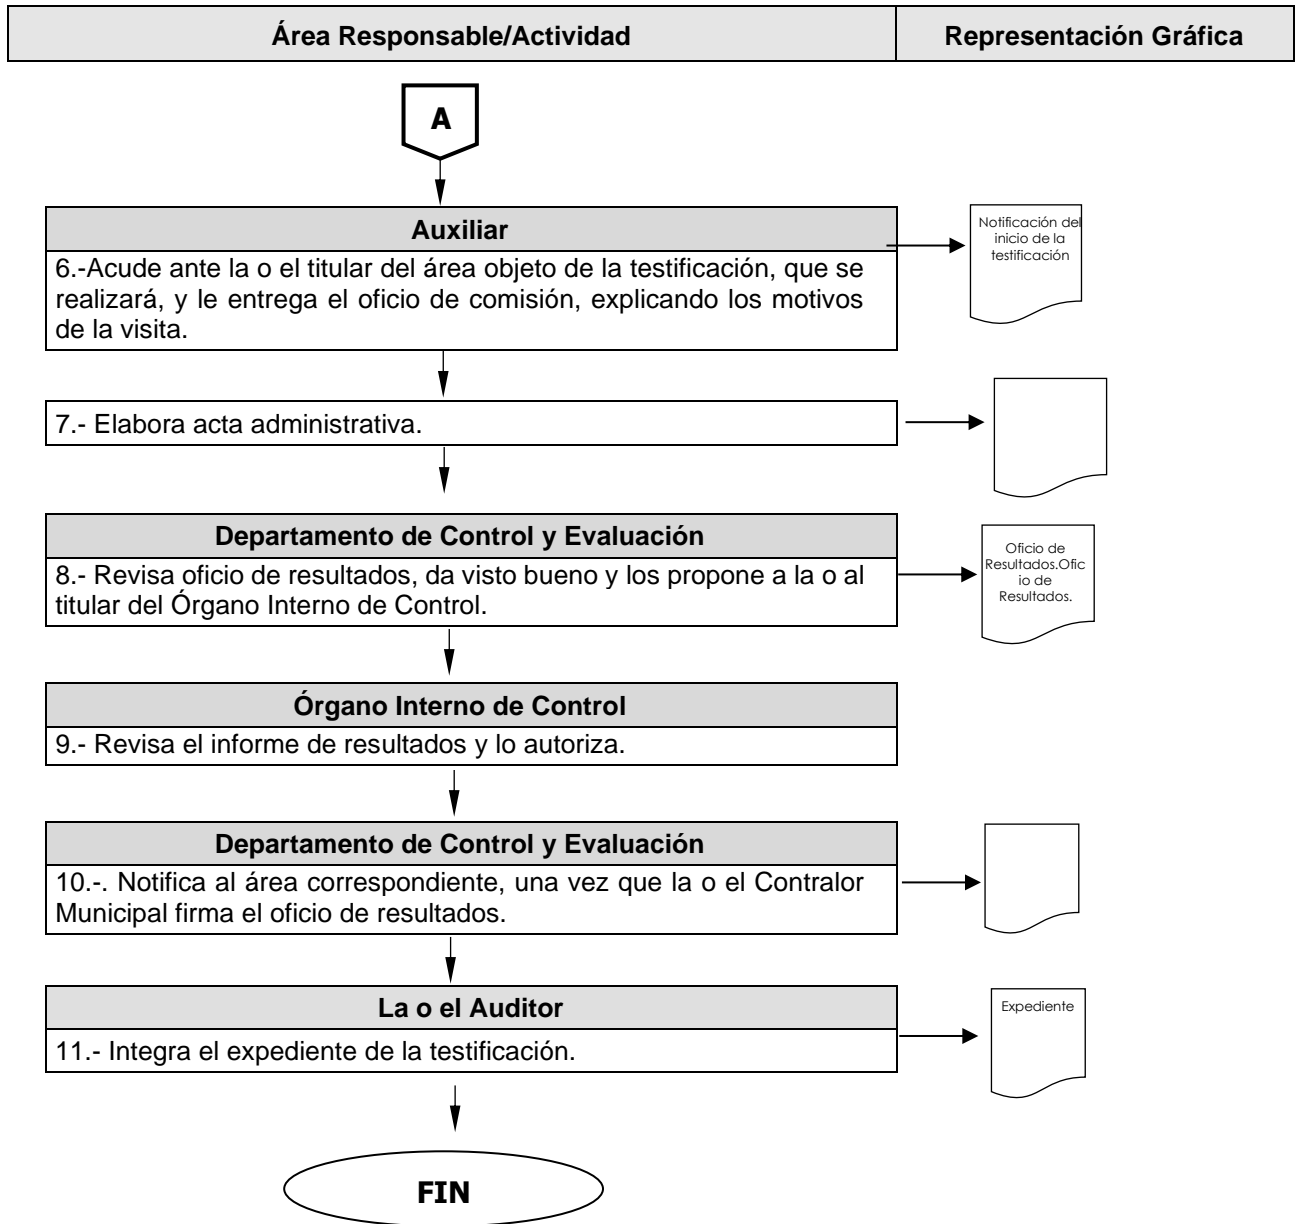 Área Responsable/Actividad
Representación Gráfica
A
Auxiliar
6.-Acude ante la o el titular del área objeto de la testificación, que se
realizará, y le entrega el oficio de comisión, explicando los motivos
de la visita.
Notificación del
inicio de la
testificación
7.- Elabora acta administrativa.
Departamento de Control y Evaluación
8.- Revisa oficio de resultados, da visto bueno y los propone a la o al
titular del Órgano Interno de Control.
Oficio de
Resultados.Ofic
io de
Resultados.
Órgano Interno de Control
9.- Revisa el informe de resultados y lo autoriza.
Departamento de Control y Evaluación
10.-. Notifica al área correspondiente, una vez que la o el Contralor
Municipal firma el oficio de resultados.
La o el Auditor
11.- Integra el expediente de la testificación.
Expediente
FIN